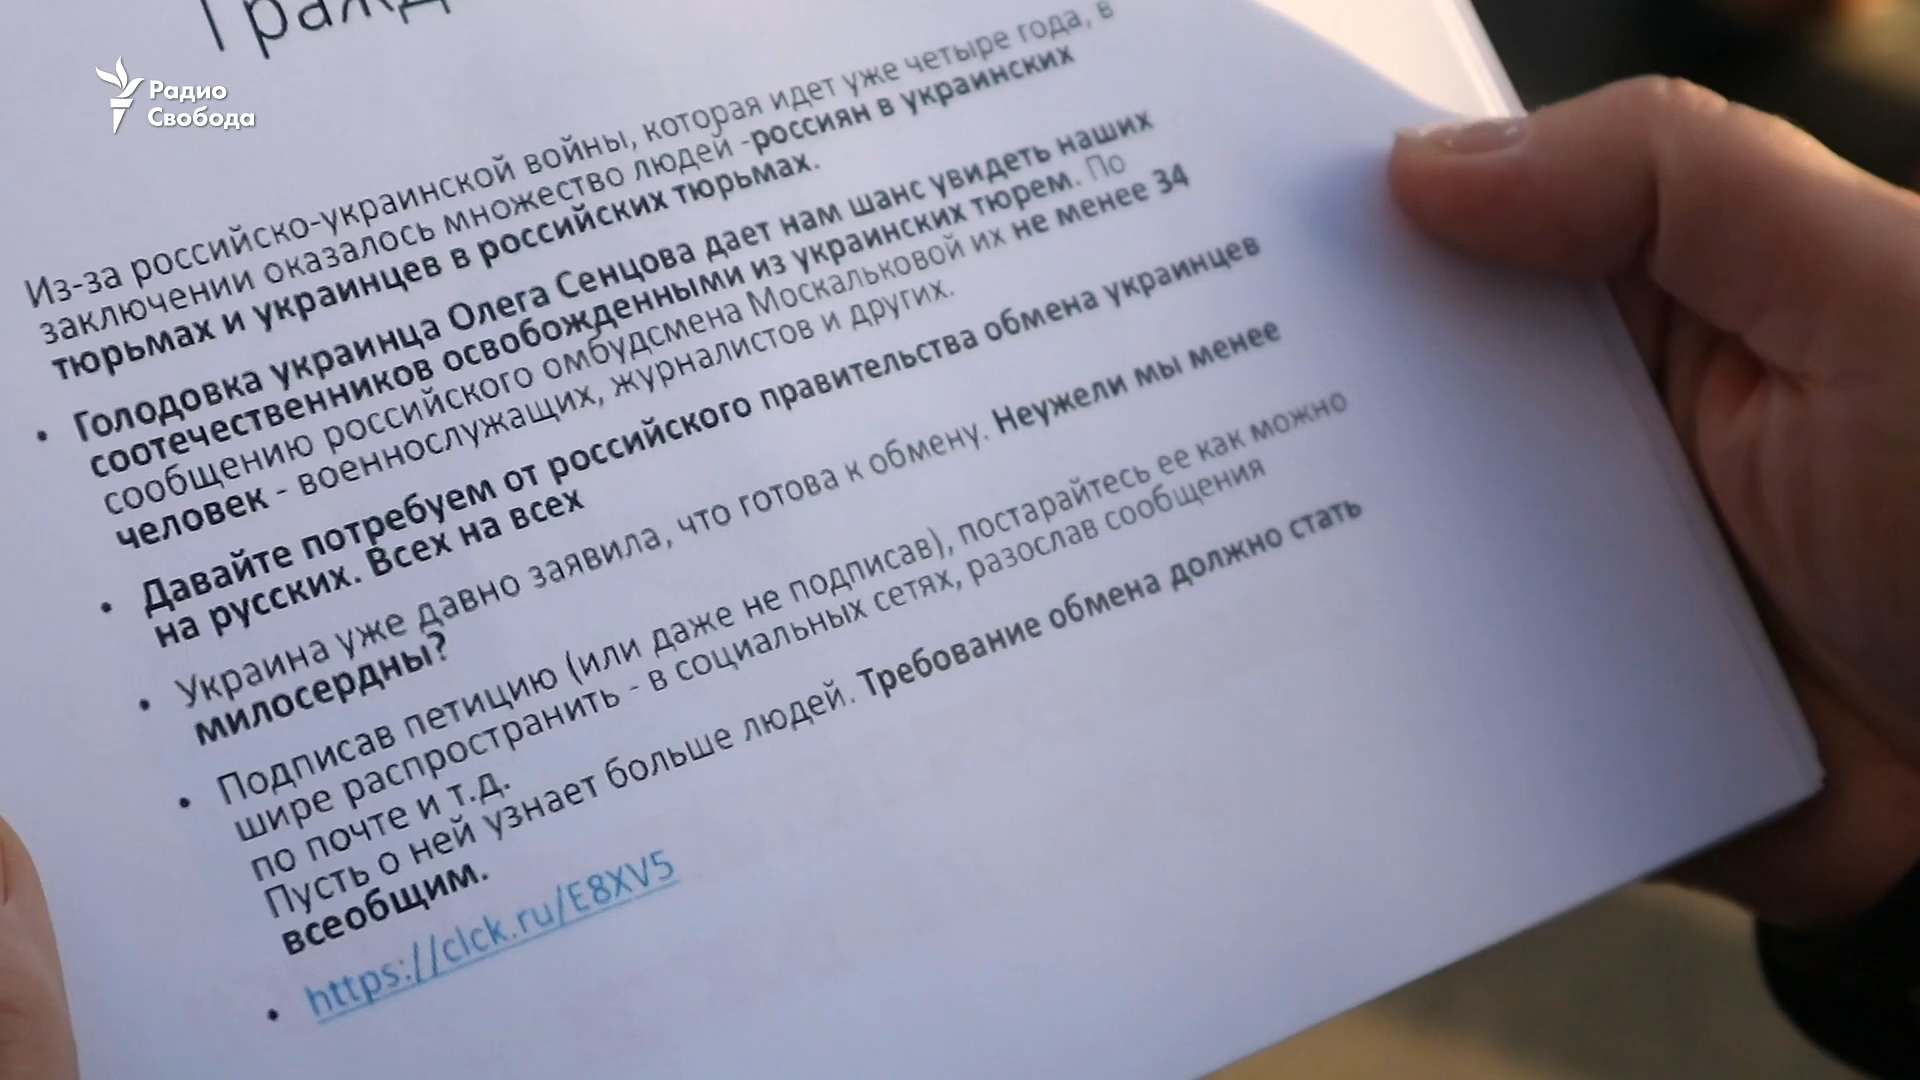 Радио
Свобода
Из-за российско-украинской войны, которая идет уже четыре года, в
заключении оказалось множество людей -россиян в украинских
тюрьмах и украинцев в российских тюрьмах.
• Голодовка украинца Олега Сенцова дает нам шанс увидеть наших
соотечественников освобожденными из украинских тюрем. По
сообщению российского омбудсмена Москальковой их не менее 34
человек - военнослужащих, журналистов и других.
• Давайте потребуем от российского правительства обмена украинцев
на русских. Всех на всех
• Украина уже давно заявила, что готова к обмену. Неужели мы менее
милосердны?
• Подписав петицию (или даже не подписав), постарайтесь ее как можно
шире распространить - в социальных сетях, разослав сообщения
по почте и т.д.
Пусть о ней узнает больше людей. Требование обмена должно стать
всеобщим.
• https://clck.ru/E8XV5